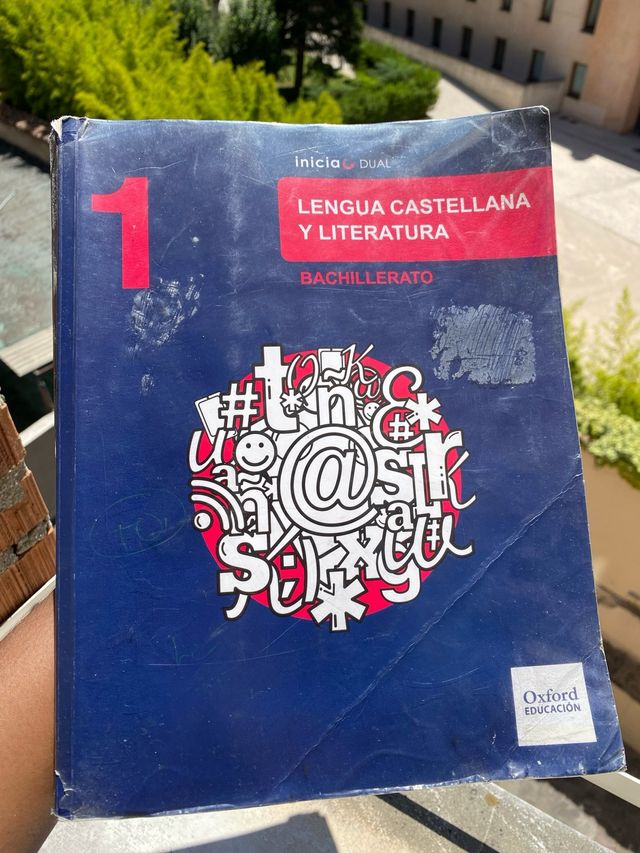 inicia DUAL
1
LENGUA CASTELLANA
Y LITERATURA
BACHILLERATO
@
Oxford
EDUCACIÓN